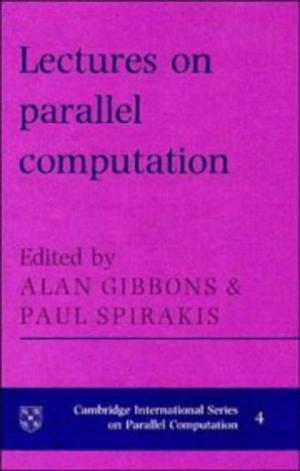 Lectures on
parallel
computation
Edited by
ALAN GIBBONS &
PAUL SPIRAKIS
Cambridge International Series
on Parallel Computation 4